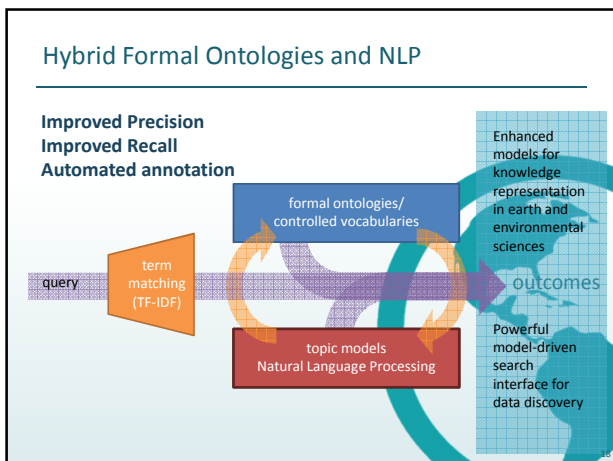 Hybrid Formal Ontologies and NLP
Improved Precision
Improved Recall
Automated annotation
formal ontologies/
controlled vocabularies
query
term
matching
(TF-IDF)
topic models
Natural Language Processing
Enhanced
models for
knowledge
representation
in earth and
environmental
sciences
outcomes
Powerful
model-driven
search
interface for
data discovery